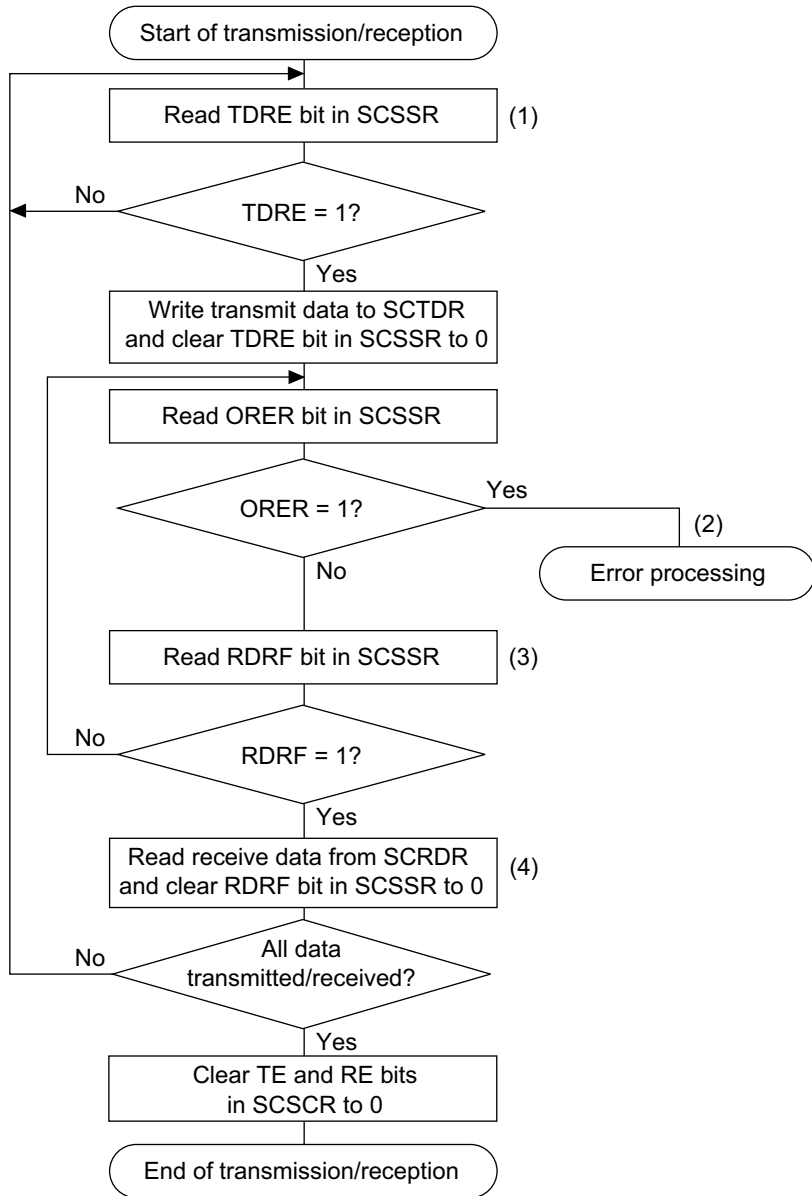 Start of transmission/reception
Read TDRE bit in SCSSR (1)
No
TDRE = 1?
Yes
Write transmit data to SCTDR
and clear TDRE bit in SCSSR to 0
Read ORER bit in SCSSR
Yes
ORER = 1?
(2)
No
Error processing
Read RDRF bit in SCSSR (3)
No
RDRF = 1?
Yes
Read receive data from SCRDR
and clear RDRF bit in SCSSR to 0
(4)
All data
transmitted/received?
No
Yes
Clear TE and RE bits
in SCSCR to 0
End of transmission/reception